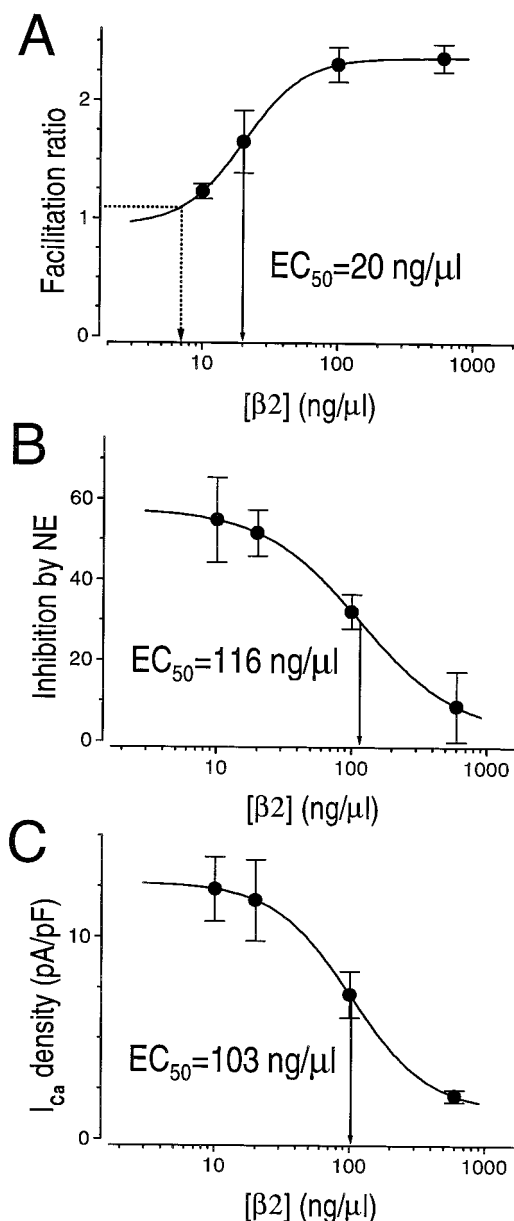 A
2
1
0
Facilitation ratio
EC50=20 ng/μl
10
100
1000
[β2] (ng/μl)
B
60
40
20
0
Inhibition by NE
EC50=116 ng/μl
10
100
1000
[β2] (ng/μl)
C
10
0
ICa density (pA/pF)
EC50=103 ng/μl
10
100
1000
[β2] (ng/μl)